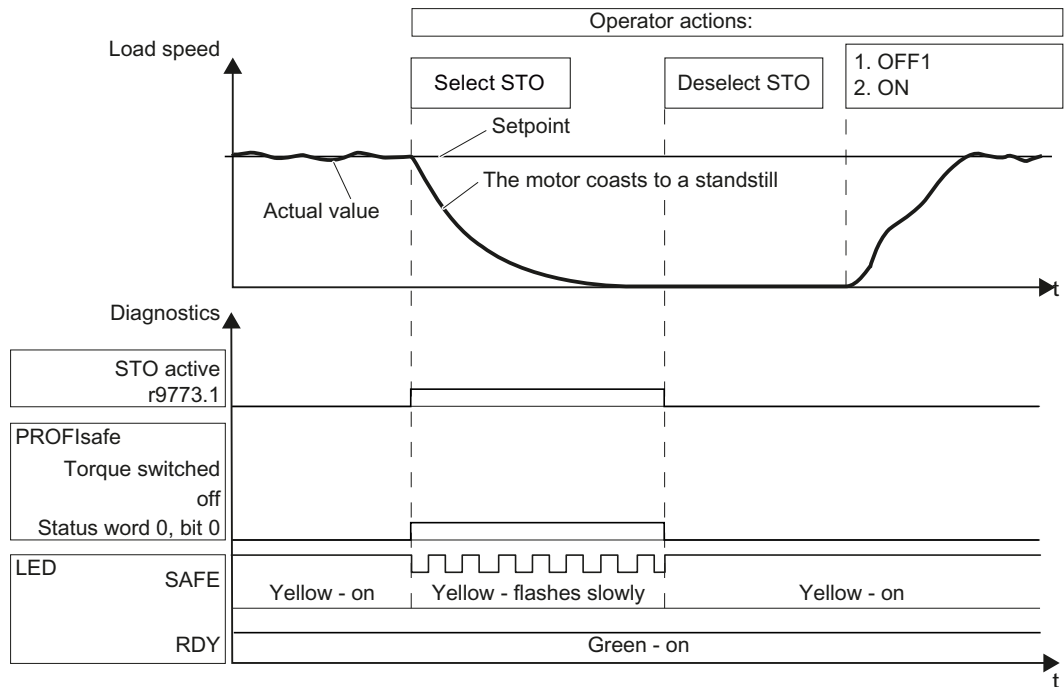 Operator actions:
Load speed
Select STO
Deselect STO
1. OFF1
2. ON
Setpoint
The motor coasts to a standstill
Actual value
t
Diagnostics
STO active
r9773.1
PROFIsafe
Torque switched
off
Status word 0, bit 0
LED
SAFE
Yellow - on
Yellow - flashes slowly
Yellow - on
RDY
Green - on
t